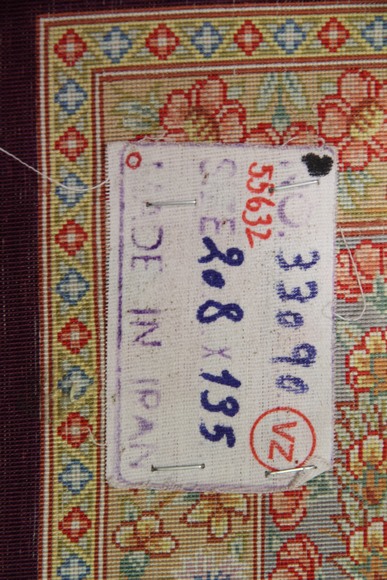 No. 33090
55632
VZ
SIZE 208 x 135
MADE IN IRAN